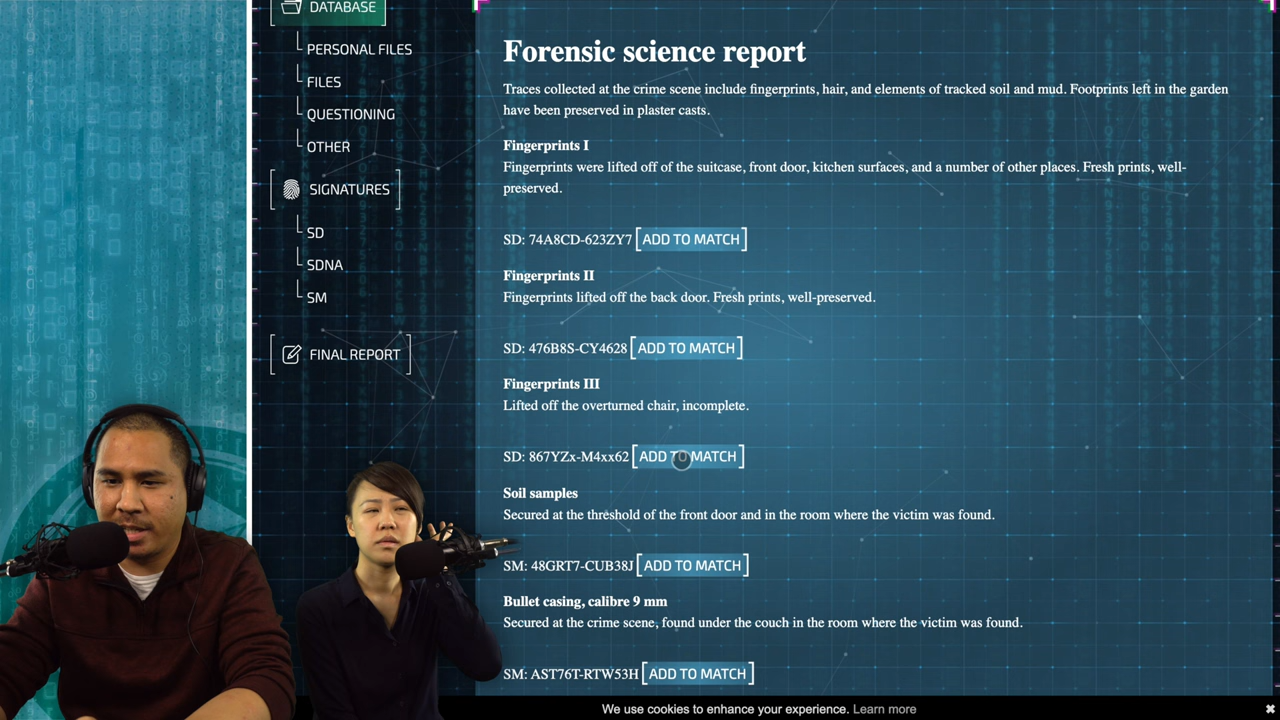 DATABASE
PERSONAL FILES
FILES
QUESTIONING
OTHER
SIGNATURES
SD
SDNA
SM
FINAL REPORT
Forensic science report
Traces collected at the crime scene include fingerprints, hair, and elements of tracked soil and mud. Footprints left in the garden
have been preserved in plaster casts.
Fingerprints I
Fingerprints were lifted off of the suitcase, front door, kitchen surfaces, and a number of other places. Fresh prints, well-
preserved.
SD: 74A8CD-623ZY7 [ADD TO MATCH]
Fingerprints II
Fingerprints lifted off the back door. Fresh prints, well-preserved.
SD: 476B8S-CY4628 [ADD TO MATCH]
Fingerprints III
Lifted off the overturned chair, incomplete.
SD: 867YZx-M4xx62 [ADD TO MATCH]
Soil samples
Secured at the threshold of the front door and in the room where the victim was found.
SM: 48GRT7-CUB38J [ADD TO MATCH]
Bullet casing, calibre 9 mm
Secured at the crime scene, found under the couch in the room where the victim was found.
SM: AST76T-RTW53H [ADD TO MATCH]
We use cookies to enhance your experience. Learn more